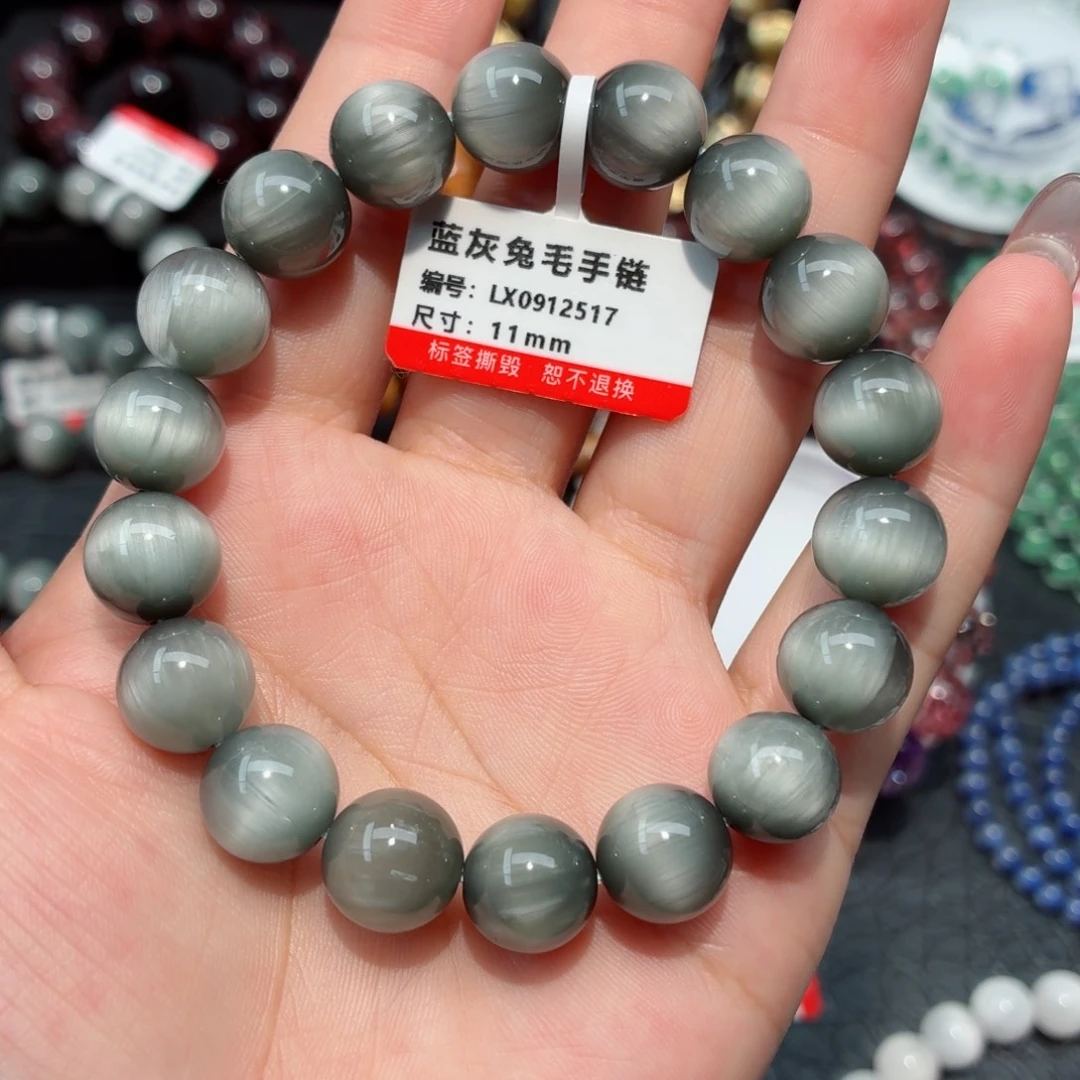 蓝灰兔毛手链
编号：LX0912517
尺寸：11mm
标签撕毁 恕不退换